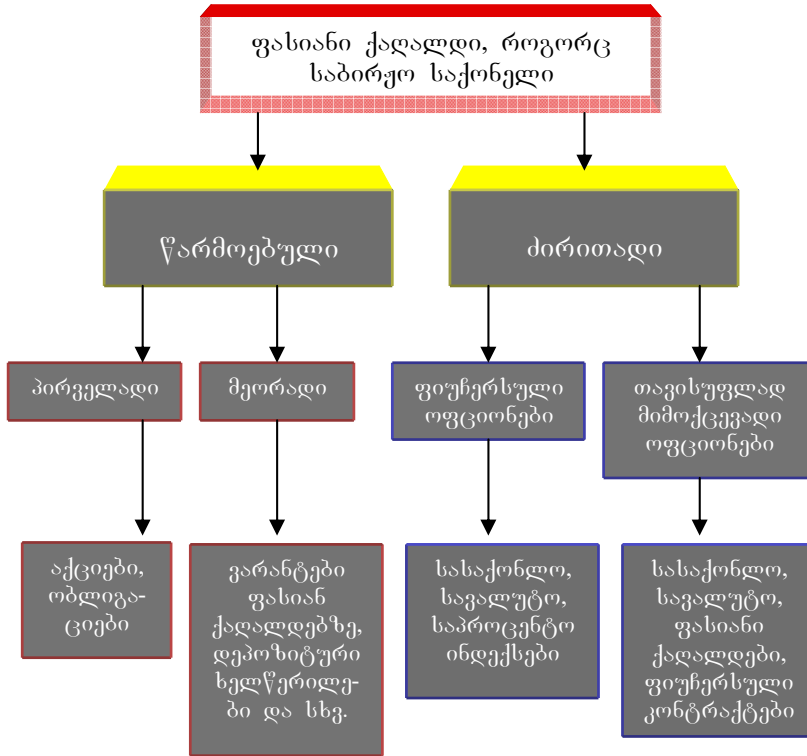 ფასიანი ქაღალდი, როგორც
საბირჟო საქონელი
წარმოებული
ძირითადი
პირველადი
მეორადი
ფიუჩერსული
ოფციონები
თავისუფლად
მიმოქცევადი
ოფციონები
აქციები,
ობლიგა-
ციები
ვარანტები
ფასიან
ქაღალდებზე,
დეპოზიტური
ხელწერილე-
ბი და სხვ.
სასაქონლო,
სავალუტო,
საპროცენტო
ინდექსები
სასაქონლო,
სავალუტო,
ფასიანი
ქაღალდები,
ფიუჩერსული
კონტრაქტები